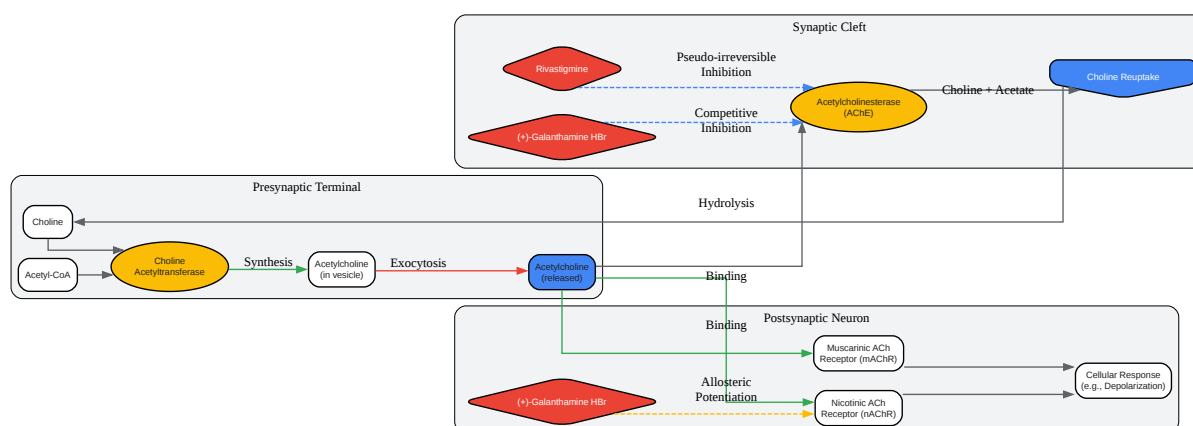 Synaptic Cleft
Rivastigmine
Pseudo-irreversible
Inhibition
Acetylcholinesterase
(AChE)
Choline + Acetate
Choline Reuptake
(+)-Galanthamine HBr
Competitive
Inhibition
Presynaptic Terminal
Choline
Acetyl-CoA
Choline
Acetyltransferase
Synthesis
Acetylcholine
(in vesicle)
Exocytosis
Acetylcholine
(released)
Hydrolysis
Binding
Binding
Postsynaptic Neuron
Muscarinic ACh
Receptor (mAChR)
Cellular Response
(e.g., Depolarization)
(+)-Galanthamine HBr
Allosteric
Potentiation
Nicotinic ACh
Receptor (nAChR)